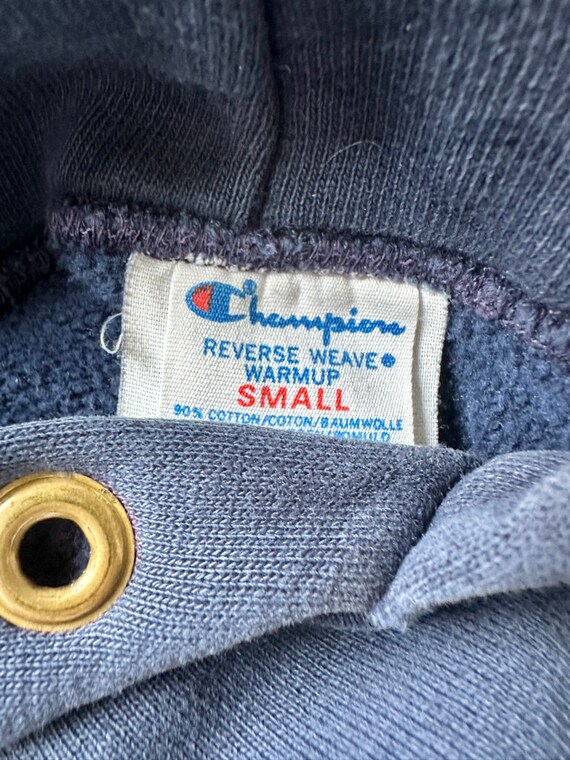 Champion
REVERSE WEAVE®
WARMUP
SMALL
90% COTTON/COTON/BAUMWOLLE